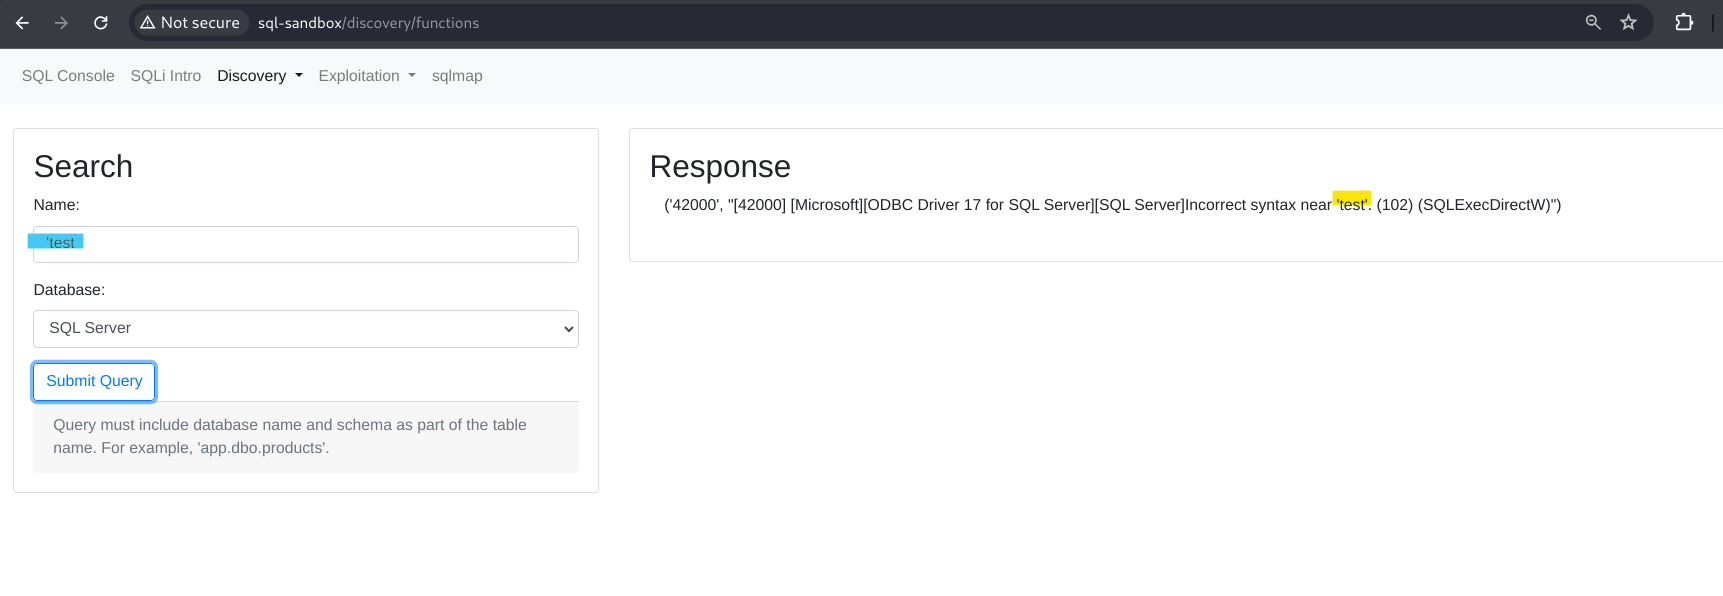 Not secure sql-sandbox/discovery/functions
SQL Console SQLi Intro Discovery Exploitation sqlmap
Search
Name:
'test
Database:
SQL Server
Submit Query
Query must include database name and schema as part of the table
name. For example, 'app.dbo.products'.
Response
('42000', "[42000] [Microsoft][ODBC Driver 17 for SQL Server][SQL Server]Incorrect syntax near 'test'. (102) (SQLExecDirectW)")